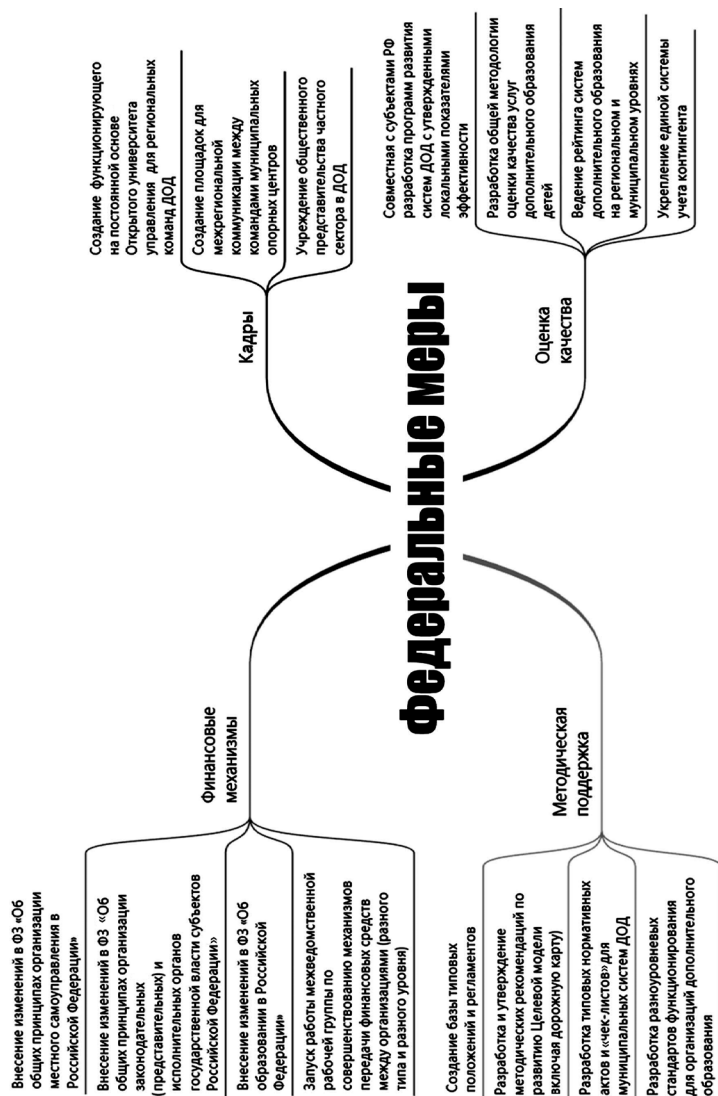 Федеральные меры
Финансовые
механизмы
Внесение изменений в ФЗ «Об
общих принципах организации
местного самоуправления в
Российской Федерации»
Внесение изменений в ФЗ «Об
общих принципах организации
законодательных
(представительных) и
исполнительных органов
государственной власти субъектов
Российской Федерации»
Внесение изменений в ФЗ «Об
образовании в Российской
Федерации»
Запуск работы межведомственной
рабочей группы по
совершенствованию механизмов
передачи финансовых средств
между организациями (разного
типа и разного уровня)
Методическая
поддержка
Создание базы типовых
положений и регламентов
Разработка и утверждение
методических рекомендаций по
развитию Целевой модели
включая дорожную карту)
Разработка типовых нормативных
актов и «чек-листов» для
муниципальных систем ДОД
Разработка разноуровневых
стандартов функционирования
для организаций дополнительного
образования
Кадры
Создание функционирующего
на постоянной основе
Открытого университета
управления для региональных
команд ДОД
Создание площадок для
межрегиональной
коммуникации между
командами муниципальных
опорных центров
Учреждение общественного
представительства частного
сектора в ДОД
Оценка
качества
Совместная с субъектами РФ
разработка программ развития
систем ДОД с утвержденными
локальными показателями
эффективности
Разработка общей методологии
оценки качества услуг
дополнительного образования
детей
Ведение рейтинга систем
дополнительного образования
на региональном и
муниципальном уровнях
Укрепление единой системы
учета контингента